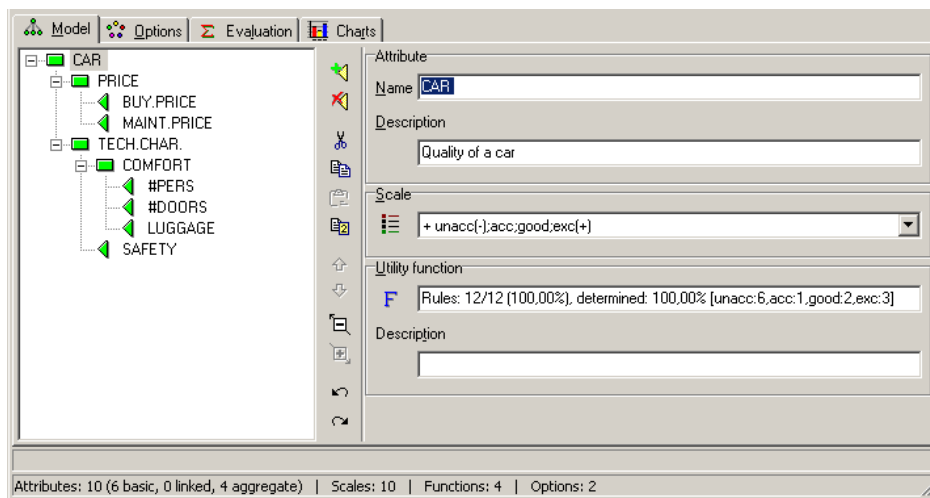 Model Options Evaluation Charts
CAR
PRICE
BUY.PRICE
MAINT.PRICE
TECH.CHAR.
COMFORT
#PERS
#DOORS
LUGGAGE
SAFETY
Attribute
Name CAR
Description
Quality of a car
Scale
+ unacc(-);acc;good;exc(+)
Utility function
F Rules: 12/12 (100,00%), determined: 100,00% [unacc:6,acc:1,good:2,exc:3]
Description
Attributes: 10 (6 basic, 0 linked, 4 aggregate) | Scales: 10 | Functions: 4 | Options: 2